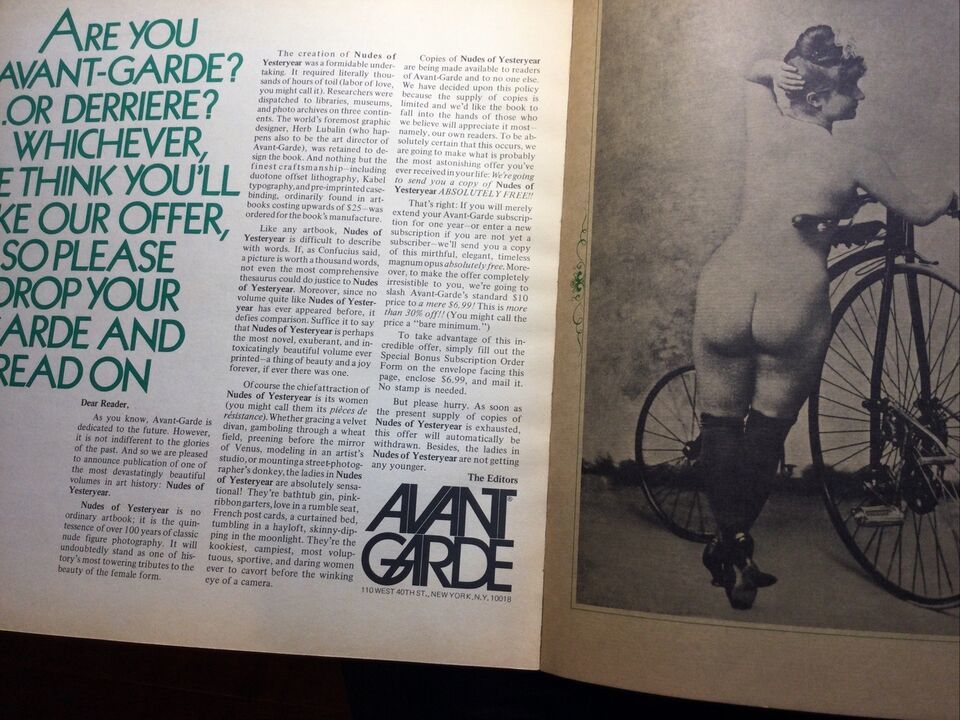 ARE YOU
AVANT-GARDE?
..OR DERRIERE?
WHICHEVER,
THINK YOU'LL
OUR OFFER,
SO PLEASE
DROP YOUR
GARDE AND
READ ON
Dear Reader,
As you know, Avant-Garde is
dedicated to the future. However,
it is not indifferent to the glories
of the past. And so we are pleased
to announce publication of one of
the most devastatingly beautiful
volumes in art history: Nudes of
Yesteryear.
Nudes of Yesteryear is no
ordinary artbook; it is the quin-
tessence of over 100 years of classic
nude figure photography. It will
undoubtedly stand as one of his-
tory's most towering tributes to the
beauty of the female form.
The creation of Nudes of
Yesteryear was a formidable under-
taking. It required literally thou-
sands of hours of toil (labor of love,
you might call it). Researchers were
dispatched to libraries, museums,
and photo archives on three contin-
ents. The world's foremost graphic
designer, Herb Lubalin (who hap-
pens also to be the art director of
Avant-Garde), was retained to de-
sign the book. And nothing but the
finest craftsmanship—including
duotone offset lithography, Kabel
typography, and pre-imprinted case-
binding, ordinarily found in art-
books costing upwards of $25—was
ordered for the book's manufacture.
Like any artbook, Nudes of
Yesteryear is difficult to describe
with words. If, as Confucius said,
a picture is worth a thousand words,
not even the most comprehensive
thesaurus could do justice to Nudes
of Yesteryear. Moreover, since no
volume quite like Nudes of Yester-
year has ever appeared before, it
defies comparison. Suffice it to say
that Nudes of Yesteryear is perhaps
the most novel, exuberant, and in-
toxicatingly beautiful volume ever
printed—a thing of beauty and a joy
forever, if ever there was one.
Of course the chief attraction of
Nudes of Yesteryear is its women
(you might call them its pièces de
résistance). Whether gracing a velvet
divan, gamboling through a wheat
field, preening before the mirror
of Venus, modeling in an artist's
studio, or mounting a street-photog-
rapher's donkey, the ladies in Nudes
of Yesteryear are absolutely sensa-
tional! They're bathtub gin, pink-
ribbon garters, love in a rumble seat,
French post cards, a curtained bed,
tumbling in a hayloft, skinny-dip-
ping in the moonlight. They're the
kookiest, campiest, most volup-
tuous, sportive, and daring women
ever to cavort before the winking
eye of a camera.
Copies of Nudes of Yesteryear
are being made available to readers
of Avant-Garde and to no one else.
We have decided upon this policy
because the supply of copies is
limited and we'd like the book to
fall into the hands of those who
we believe will appreciate it most—
namely, our own readers. To be ab-
solutely certain that this occurs, we
are going to make what is probably
the most astonishing offer you've
ever received in your life: We're going
to send you a copy of Nudes of
Yesteryear ABSOLUTELY FREE!!
That's right: If you will merely
extend your Avant-Garde subscrip-
tion for one year—or enter a new
subscription if you are not yet a
subscriber—we'll send you a copy
of this mirthful, elegant, timeless
magnum opus absolutely free. More-
over, to make the offer completely
irresistible to you, we're going to
slash Avant-Garde's standard $10
price to a mere $6.99! This is more
than 30% off!! (You might call the
price a "bare minimum.")
To take advantage of this in-
credible offer, simply fill out the
Special Bonus Subscription Order
Form on the envelope facing this
page, enclose $6.99, and mail it.
No stamp is needed.
But please hurry. As soon as
the present supply of copies of
Nudes of Yesteryear is exhausted,
this offer will automatically be
withdrawn. Besides, the ladies in
Nudes of Yesteryear are not getting
any younger.
The Editors
AVANT
GARDE
110 WEST 40TH ST., NEW YORK, N.Y. 10018